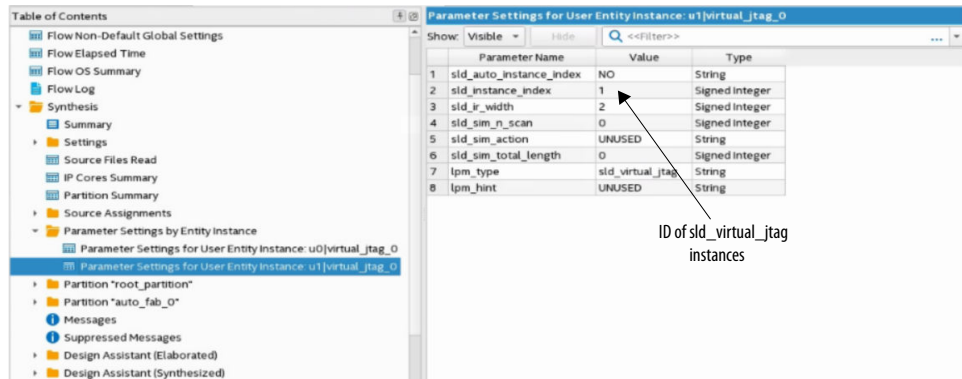 Table of Contents
Flow Non-Default Global Settings
Flow Elapsed Time
Flow OS Summary
Flow Log
Synthesis
Summary
Settings
Source Files Read
IP Cores Summary
Partition Summary
Source Assignments
Parameter Settings by Entity Instance
Parameter Settings for User Entity Instance: u0|virtual_jtag_0
Parameter Settings for User Entity Instance: u1|virtual_jtag_0
Partition "root_partition"
Partition "auto_fab_0"
Messages
Suppressed Messages
Design Assistant (Elaborated)
Design Assistant (Synthesized)
Parameter Settings for User Entity Instance: u1|virtual_jtag_0
Show: Visible Hide <<Filter>> ...
Parameter Name Value Type
1 sld_auto_instance_index NO String
2 sld_instance_index 1 Signed Integer
3 sld_ir_width 2 Signed Integer
4 sld_sim_n_scan 0 Signed Integer
5 sld_sim_action UNUSED String
6 sld_sim_total_length 0 Signed Integer
7 lpm_type sld_virtual_jtag String
8 lpm_hint UNUSED String
ID of sld_virtual_jtag
instances